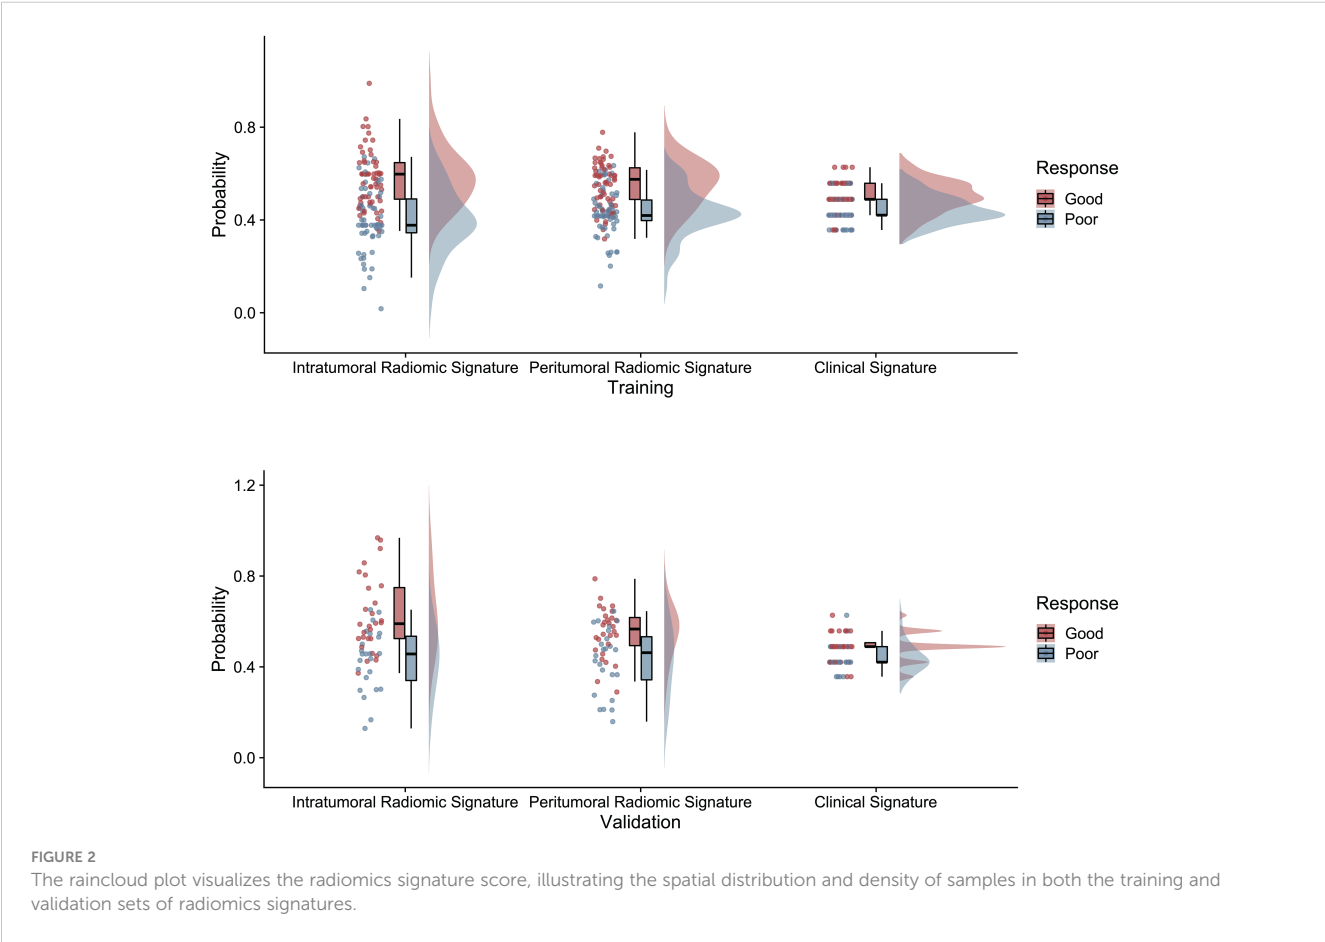 0.8
0.4
0.0
Probability
Intratumoral Radiomic Signature
Peritumoral Radiomic Signature
Clinical Signature
Training
Response
Good
Poor
1.2
0.8
0.4
0.0
Probability
Intratumoral Radiomic Signature
Peritumoral Radiomic Signature
Clinical Signature
Validation
Response
Good
Poor
FIGURE 2
The raincloud plot visualizes the radiomics signature score, illustrating the spatial distribution and density of samples in both the training and
validation sets of radiomics signatures.